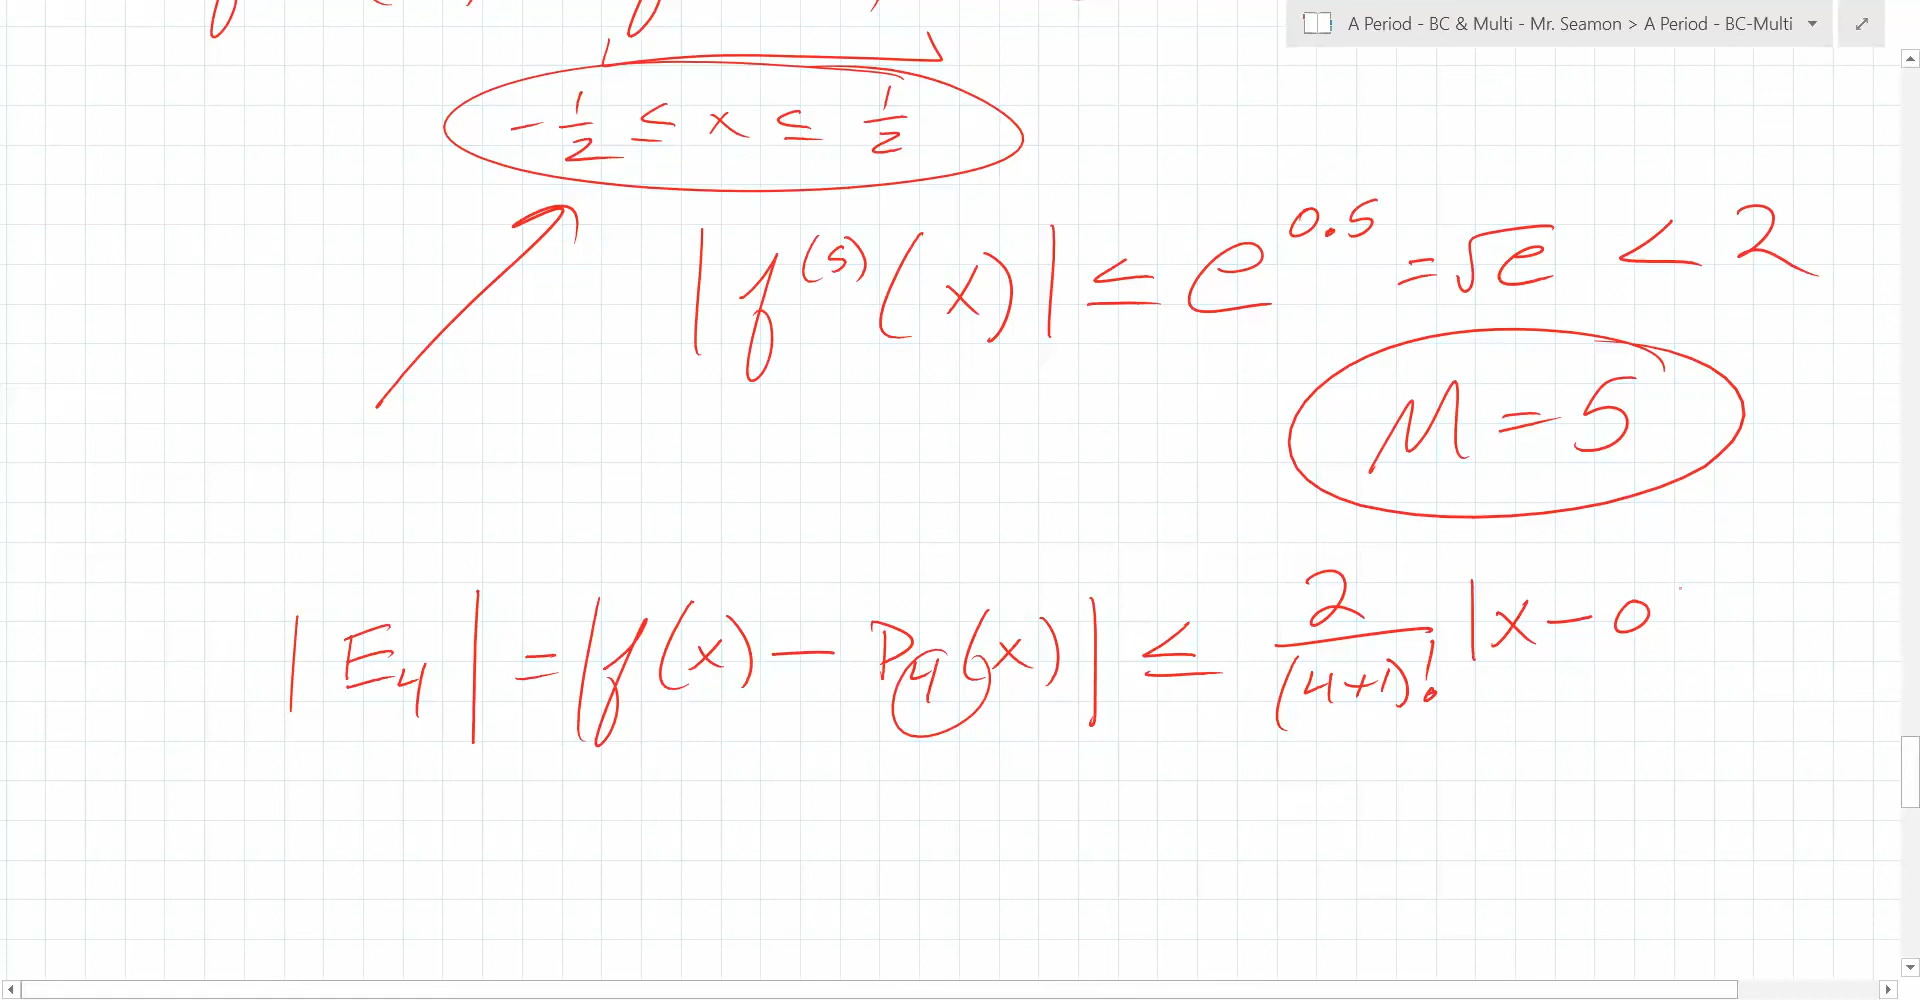 A Period - BC & Multi - Mr. Seamon > A Period - BC-Multi
-1/2 ≤ x ≤ 1/2
|f^(5)(x)| ≤ e^0.5 = √e < 2
M = 5
|E₄| = |f(x) - P₄(x)| ≤ 2/(4+1)! |x - 0